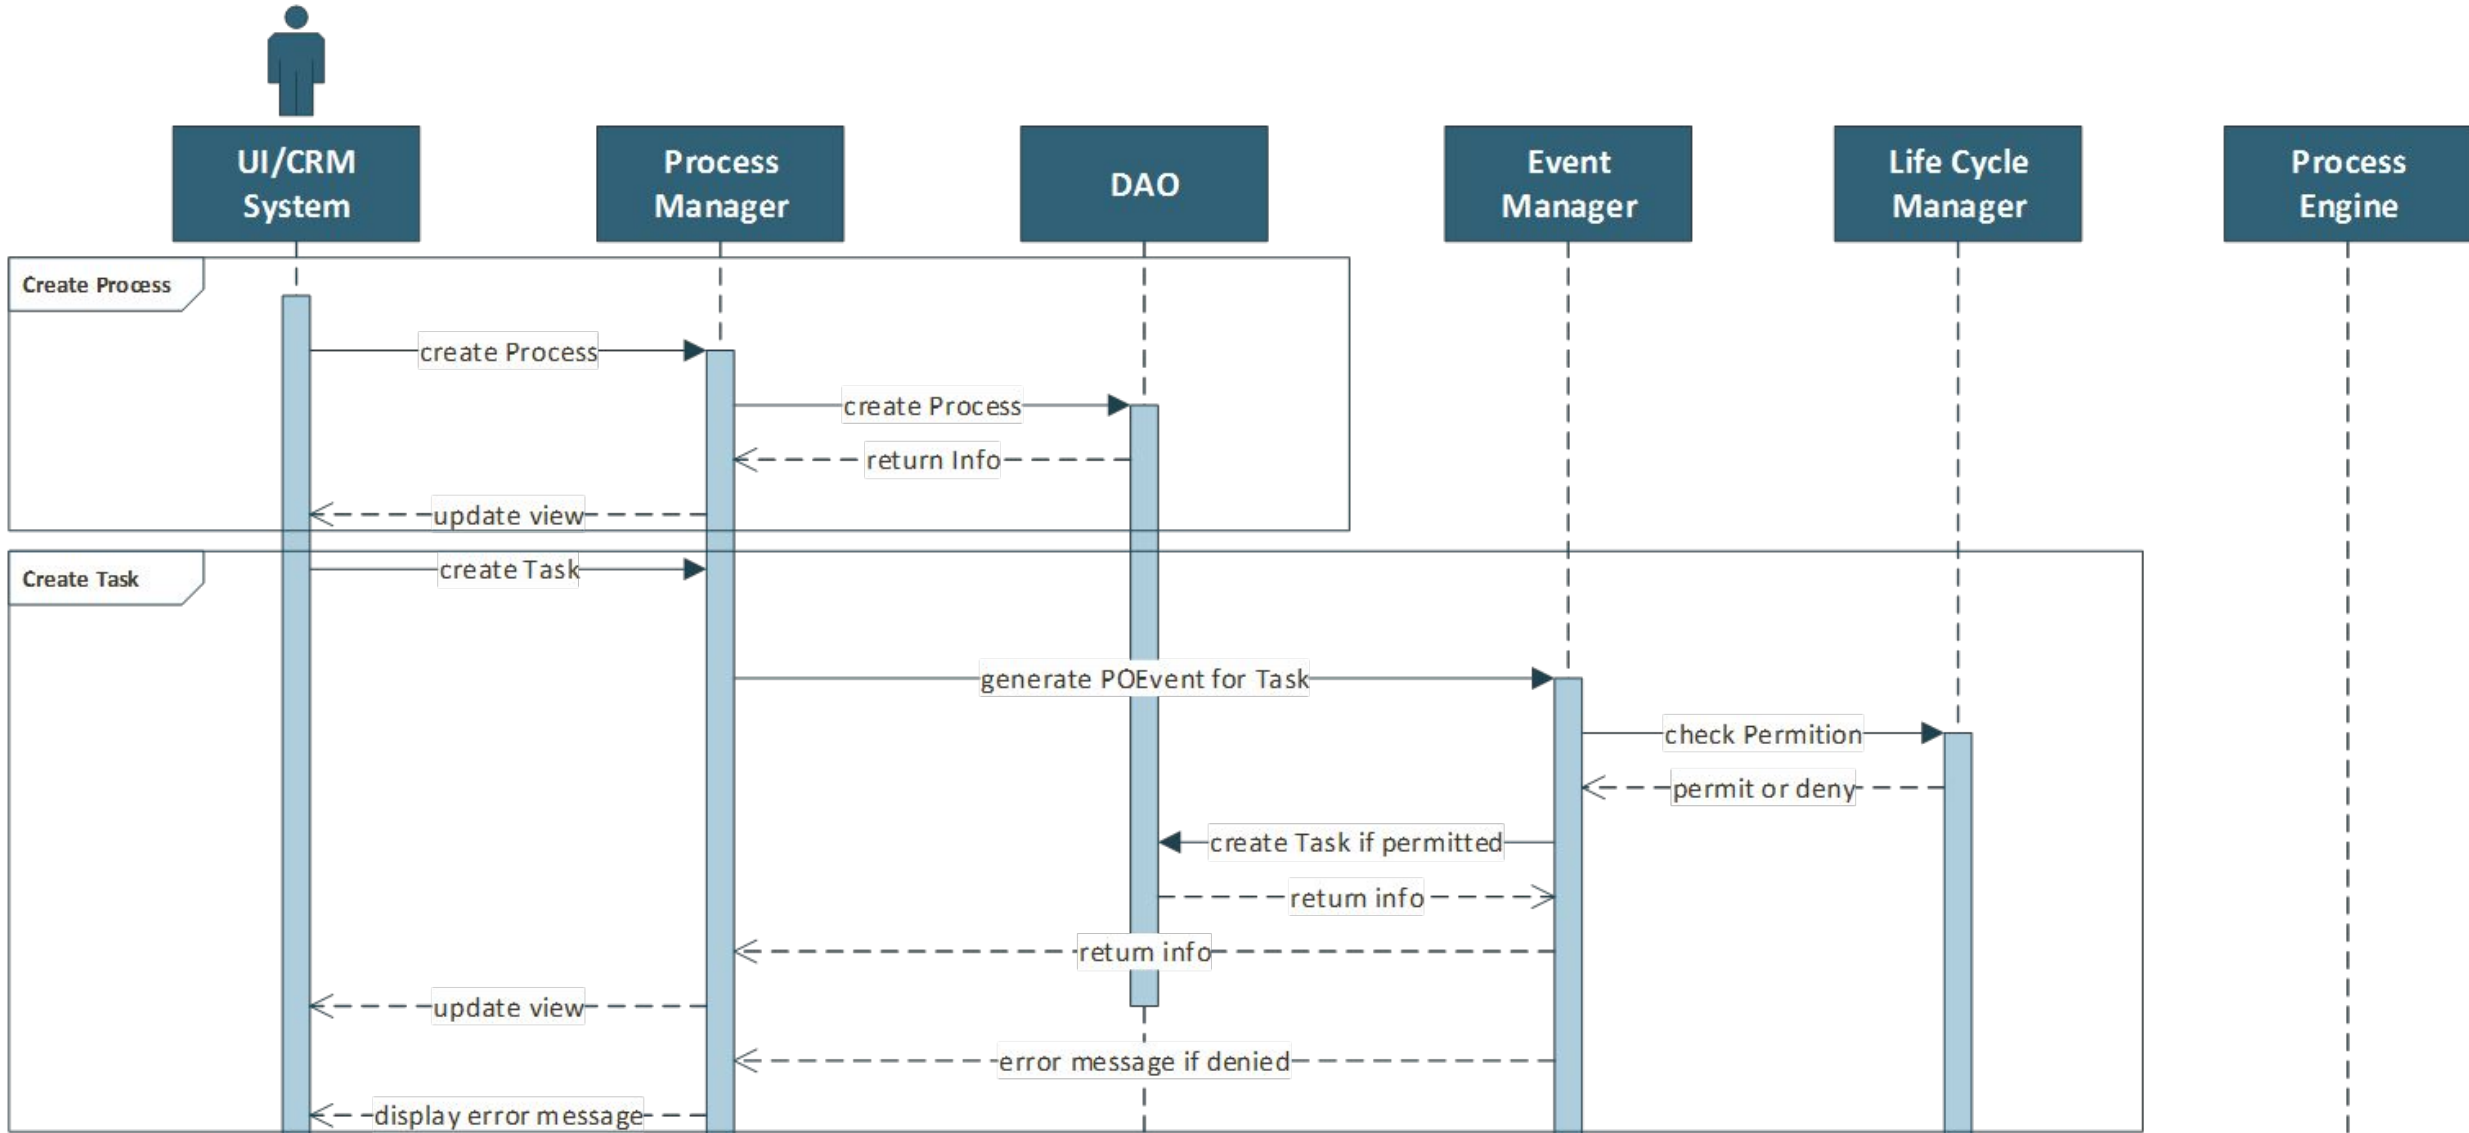 UI/CRM
System
Process
Manager
DAO
Event
Manager
Life Cycle
Manager
Process
Engine
Create Process
create Process
create Process
return Info
update view
Create Task
create Task
generate POEvent for Task
check Permition
permit or deny
create Task if permitted
return info
return info
update view
error message if denied
display error message